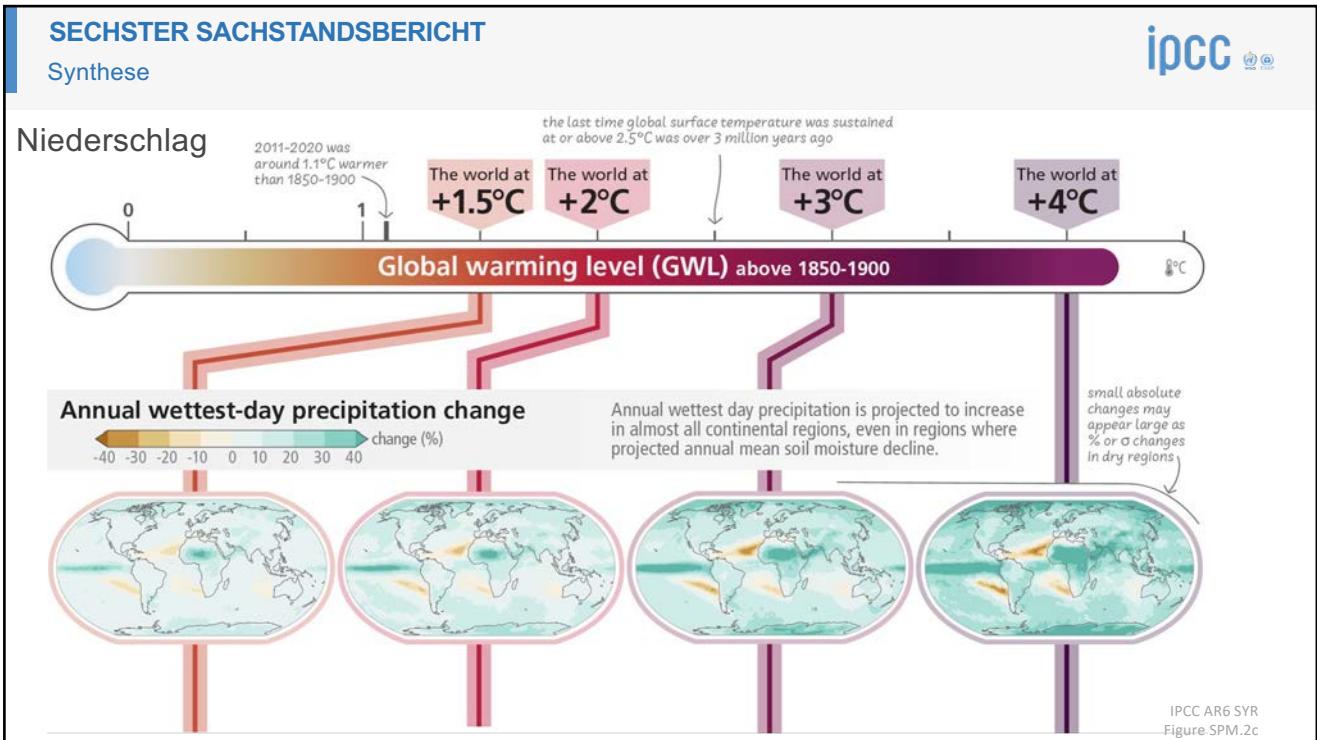 SECHSTER SACHSTANDSBERICHT
Synthese
ipcc
Niederschlag
2011-2020 was
around 1.1°C warmer
than 1850-1900
the last time global surface temperature was sustained
at or above 2.5°C was over 3 million years ago
The world at
+1.5°C
The world at
+2°C
The world at
+3°C
The world at
+4°C
0
1
Global warming level (GWL) above 1850-1900
°C
Annual wettest-day precipitation change
change (%)
-40 -30 -20 -10 0 10 20 30 40
Annual wettest day precipitation is projected to increase
in almost all continental regions, even in regions where
projected annual mean soil moisture decline.
small absolute
changes may
appear large as
% or σ changes
in dry regions
IPCC AR6 SYR
Figure SPM.2c